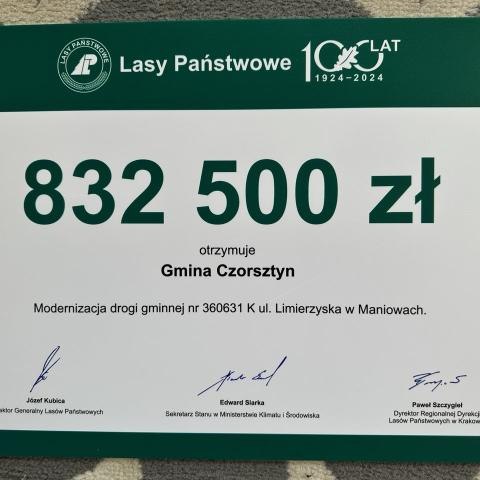 LASY PAŃSTWOWE
Lasy Państwowe
100 LAT
1924-2024
832 500 zł
otrzymuje
Gmina Czorsztyn
Modernizacja drogi gminnej nr 360631 K ul. Limierzyska w Maniowach.
Józef Kubica
Generalny Lasów Państwowych
Edward Siarka
Sekretarz Stanu w Ministerstwie Klimatu i Środowiska
Paweł Szczygieł
Dyrektor Regionalnej Dyrekcji
Lasów Państwowych w Krakow